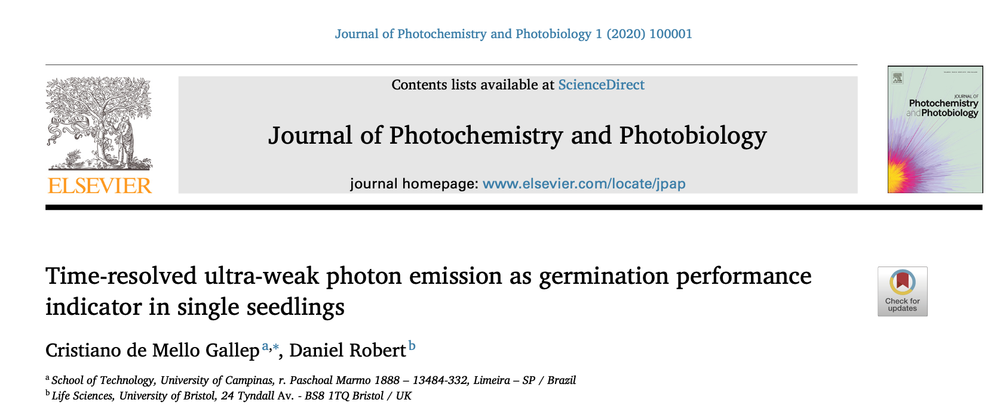 Journal of Photochemistry and Photobiology 1 (2020) 100001
Contents lists available at ScienceDirect
NON SOLUS
ELSEVIER
Journal of Photochemistry and Photobiology
journal homepage: www.elsevier.com/locate/jpap
JOURNAL OF
Photochemistry
andPhotobiology
Time-resolved ultra-weak photon emission as germination performance
indicator in single seedlings
Check for
updates
Cristiano de Mello Gallep a,*, Daniel Robert b
a School of Technology, University of Campinas, r. Paschoal Marmo 1888 – 13484-332, Limeira – SP / Brazil
b Life Sciences, University of Bristol, 24 Tyndall Av. - BS8 1TQ Bristol / UK